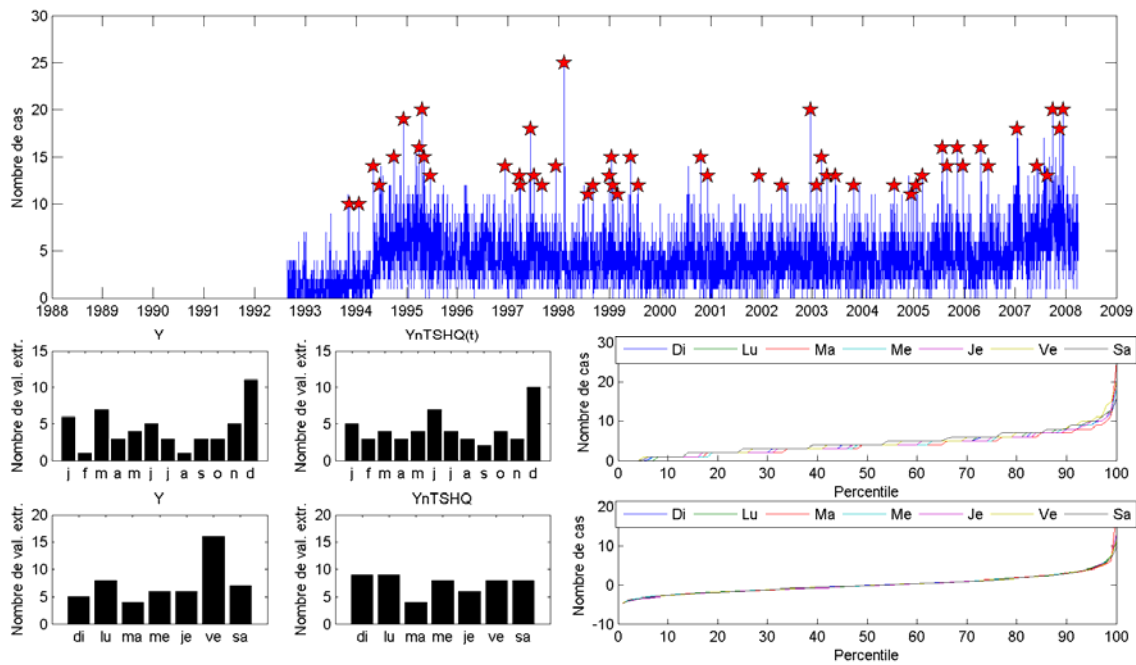 30
25
20
15
10
5
0
Nombre de cas
1988 1989 1990 1991 1992 1993 1994 1995 1996 1997 1998 1999 2000 2001 2002 2003 2004 2005 2006 2007 2008 2009
Y
15
10
5
0
Nombre de val. extr.
j f m a m j j a s o n d
YnTSHQ(t)
15
10
5
0
Nombre de val. extr.
j f m a m j j a s o n d
30
20
10
0
Nombre de cas
Di Lu Ma Me Je Ve Sa
0 10 20 30 40 50 60 70 80 90 100
Percentile
Y
20
15
10
5
0
Nombre de val. extr.
di lu ma me je ve sa
YnTSHQ
20
15
10
5
0
Nombre de val. extr.
di lu ma me je ve sa
20
10
0
-10
Nombre de cas
Di Lu Ma Me Je Ve Sa
0 10 20 30 40 50 60 70 80 90 100
Percentile